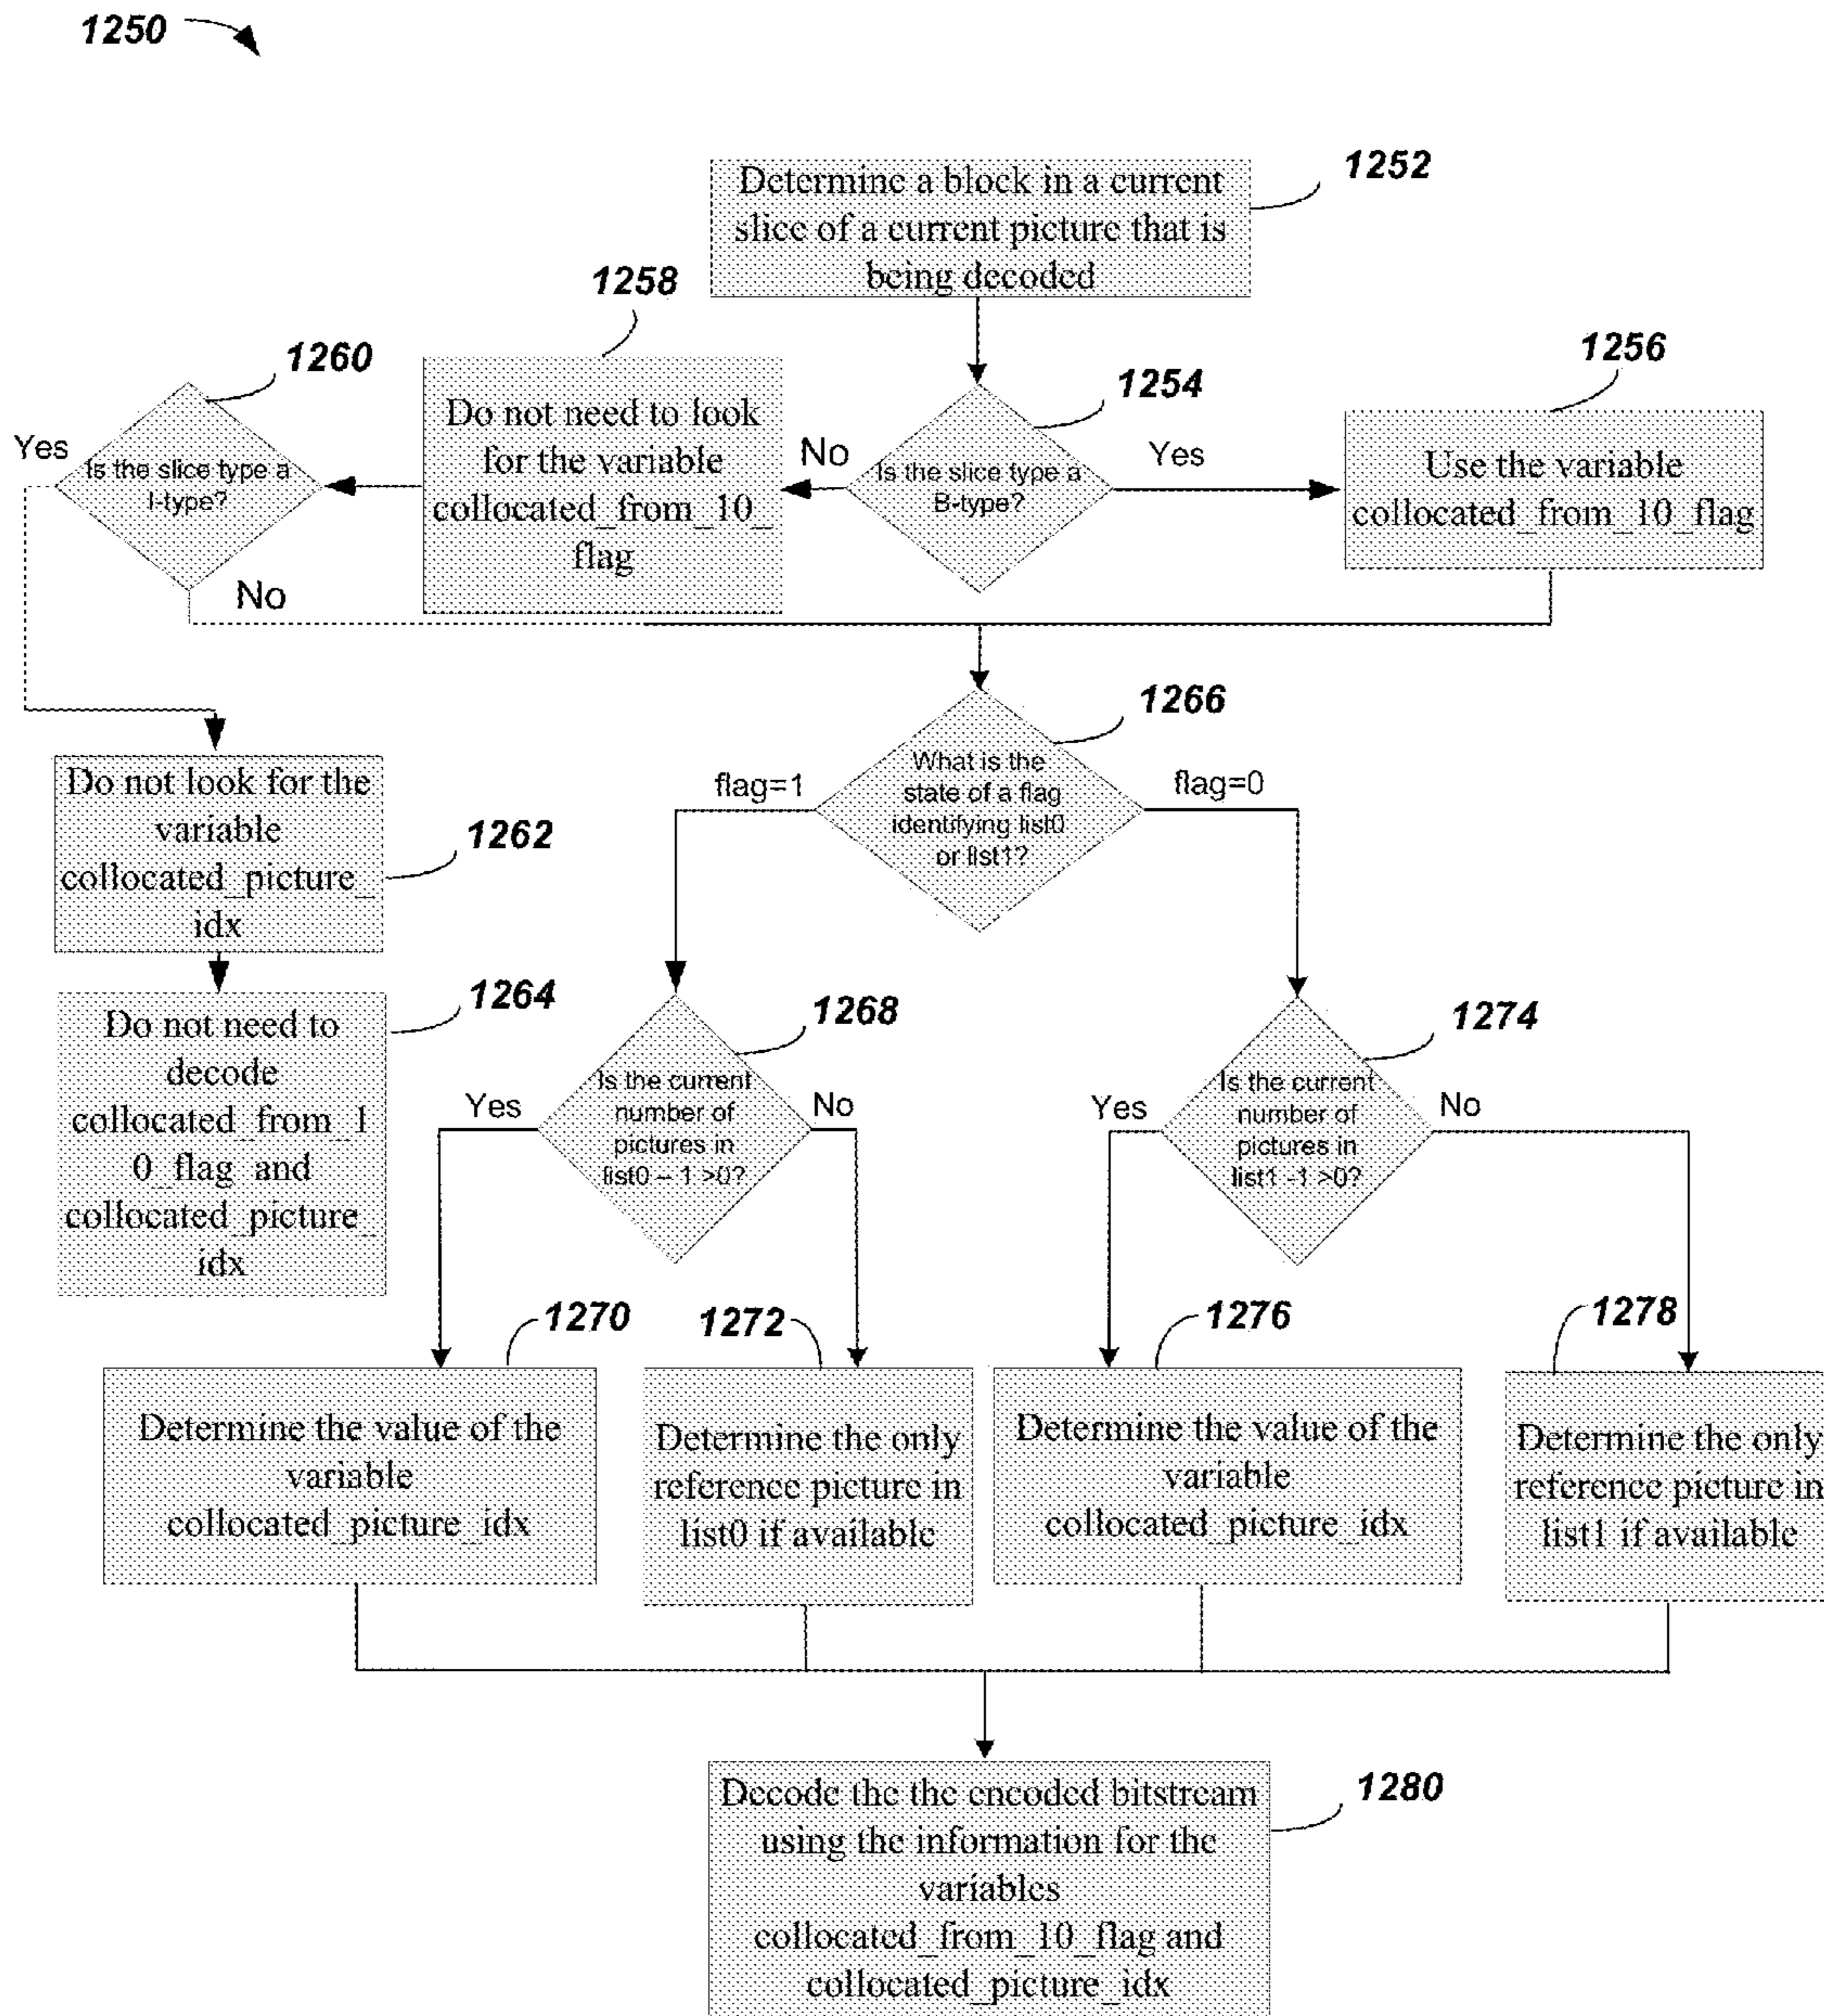 1250
Determine a block in a current
slice of a current picture that is
being decoded
1252
1258
1260
1254
1256
Yes
Is the slice type a
I-type?
No
Do not need to look
for the variable
collocated_from_10_
flag
No
Is the slice type a
B-type?
Yes
Use the variable
collocated_from_10_flag
1266
What is the
state of a flag
identifying list0
or list1?
flag=1
flag=0
Do not look for the
variable
collocated_picture_
idx
1262
Do not need to
decode
collocated_from_1
0_flag and
collocated_picture_
idx
1264
1268
Is the current
number of
pictures in
list0 – 1 >0?
Yes
No
1274
Is the current
number of
pictures in
list1 -1 >0?
Yes
No
1270
1272
1276
1278
Determine the value of the
variable
collocated_picture_idx
Determine the only
reference picture in
list0 if available
Determine the value of the
variable
collocated_picture_idx
Determine the only
reference picture in
list1 if available
1280
Decode the the encoded bitstream
using the information for the
variables
collocated_from_10_flag and
collocated_picture_idx